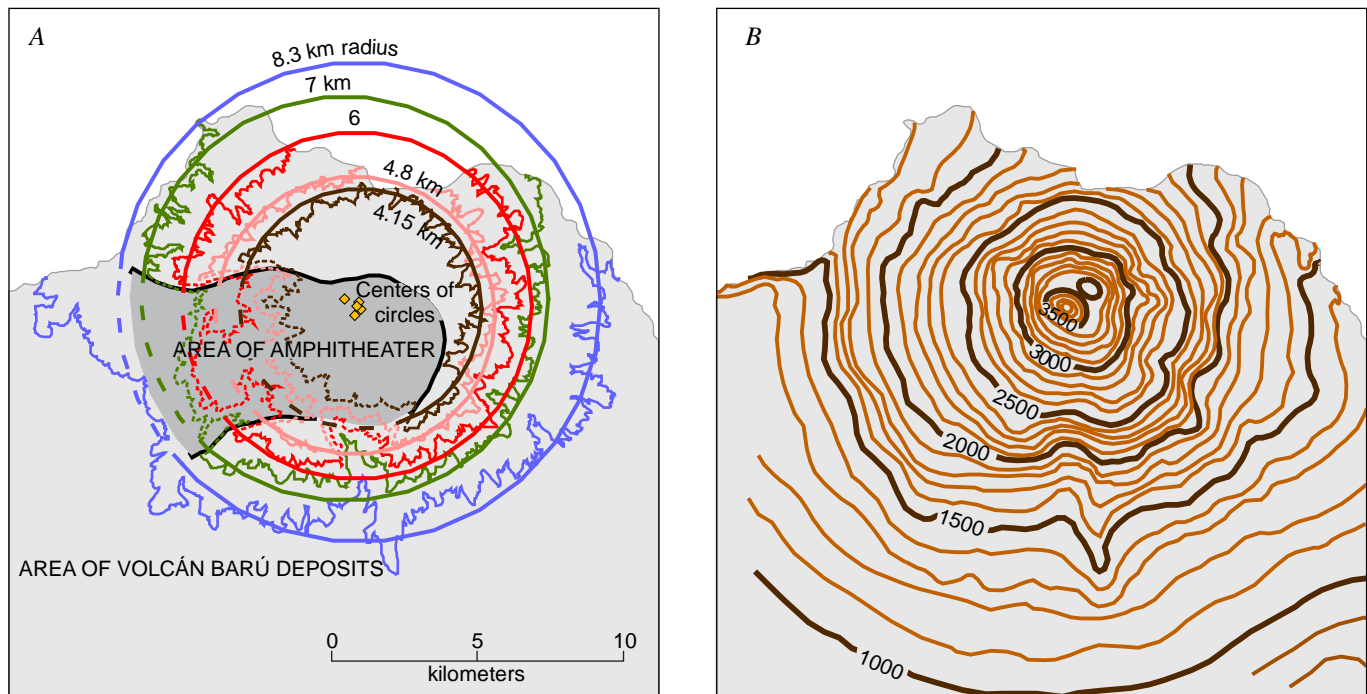 A
8.3 km radius
7 km
6
4.8 km
4.15 km
Centers of
circles
AREA OF AMPHITHEATER
AREA OF VOLCÁN BARÚ DEPOSITS
0
5
10
kilometers
B
3500
3000
2500
2000
1500
1000